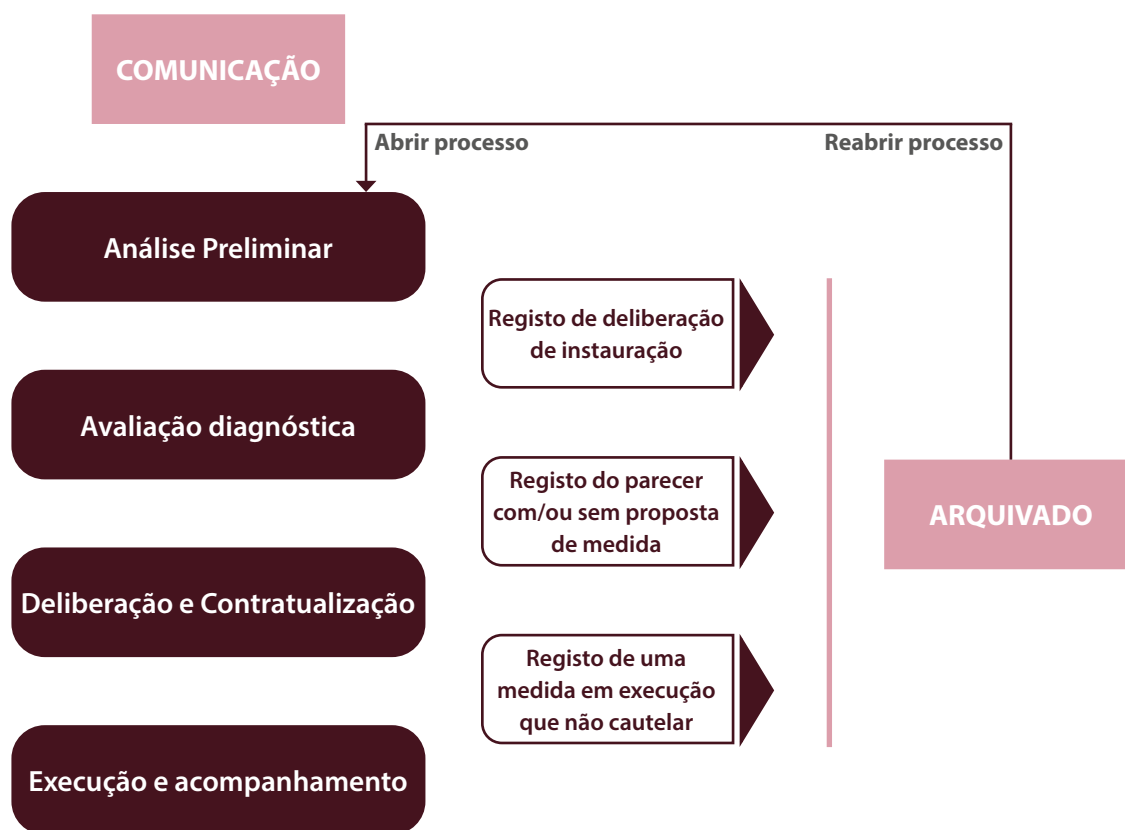 COMUNICAÇÃO
Abrir processo
Reabrir processo
Análise Preliminar
Registo de deliberação
de instauração
Avaliação diagnóstica
Registo do parecer
com/ou sem proposta
de medida
ARQUIVADO
Deliberação e Contratualização
Registo de uma
medida em execução
que não cautelar
Execução e acompanhamento